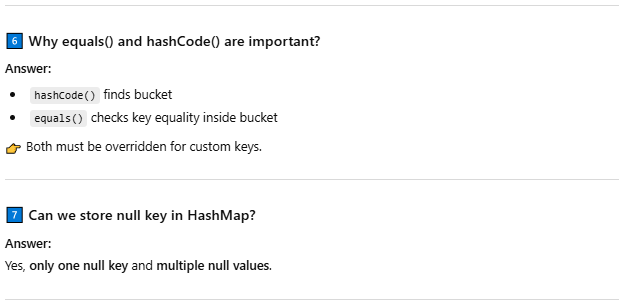 6 Why equals() and hashCode() are important?
Answer:
• hashCode() finds bucket
• equals() checks key equality inside bucket
👉 Both must be overridden for custom keys.
7 Can we store null key in HashMap?
Answer:
Yes, only one null key and multiple null values.